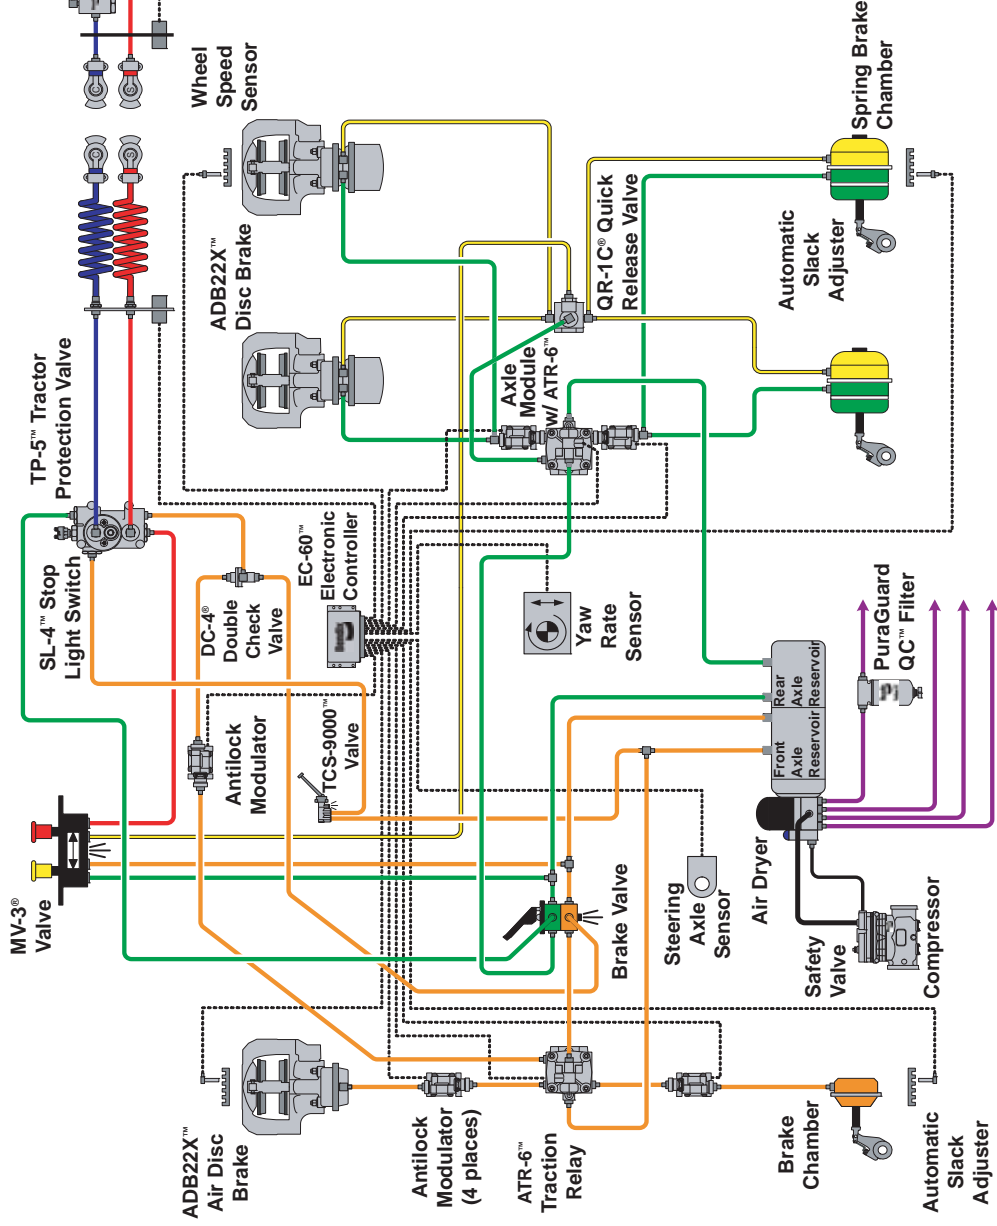 Wheel
Speed
Sensor
Spring Brake
Chamber
C
S
C
S
TP-5™ Tractor
Protection Valve
ADB22X™
Disc Brake
QR-1C® Quick
Release Valve
Automatic
Slack
Adjuster
Axle
Module
w/ ATR-6™
SL-4™ Stop
Light Switch
DC-4®
Double
Check
Valve
EC-60™
Electronic
Controller
Yaw
Rate
Sensor
PuraGuard
QC™ Filter
Antilock
Modulator
TCS-9000™
Valve
Rear
Axle
Reservoir
Front
Axle
Reservoir
MV-3®
Valve
Brake Valve
Steering
Axle
Sensor
Air Dryer
Safety
Valve
Compressor
ADB22X™
Air Disc
Brake
Antilock
Modulator
(4 places)
ATR-6™
Traction
Relay
Brake
Chamber
Automatic
Slack
Adjuster